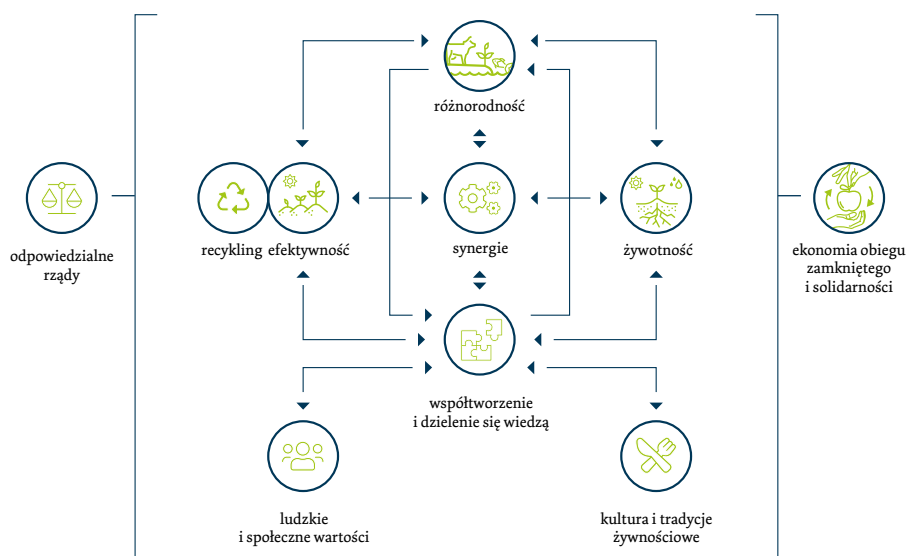 różnorodność
recykling efektywność
synergie
żywotność
odpowiedzialne
rządy
ekonomia obiegu
zamkniętego
i solidarności
współtworzenie
i dzielenie się wiedzą
ludzkie
i społeczne wartości
kultura i tradycje
żywnościowe